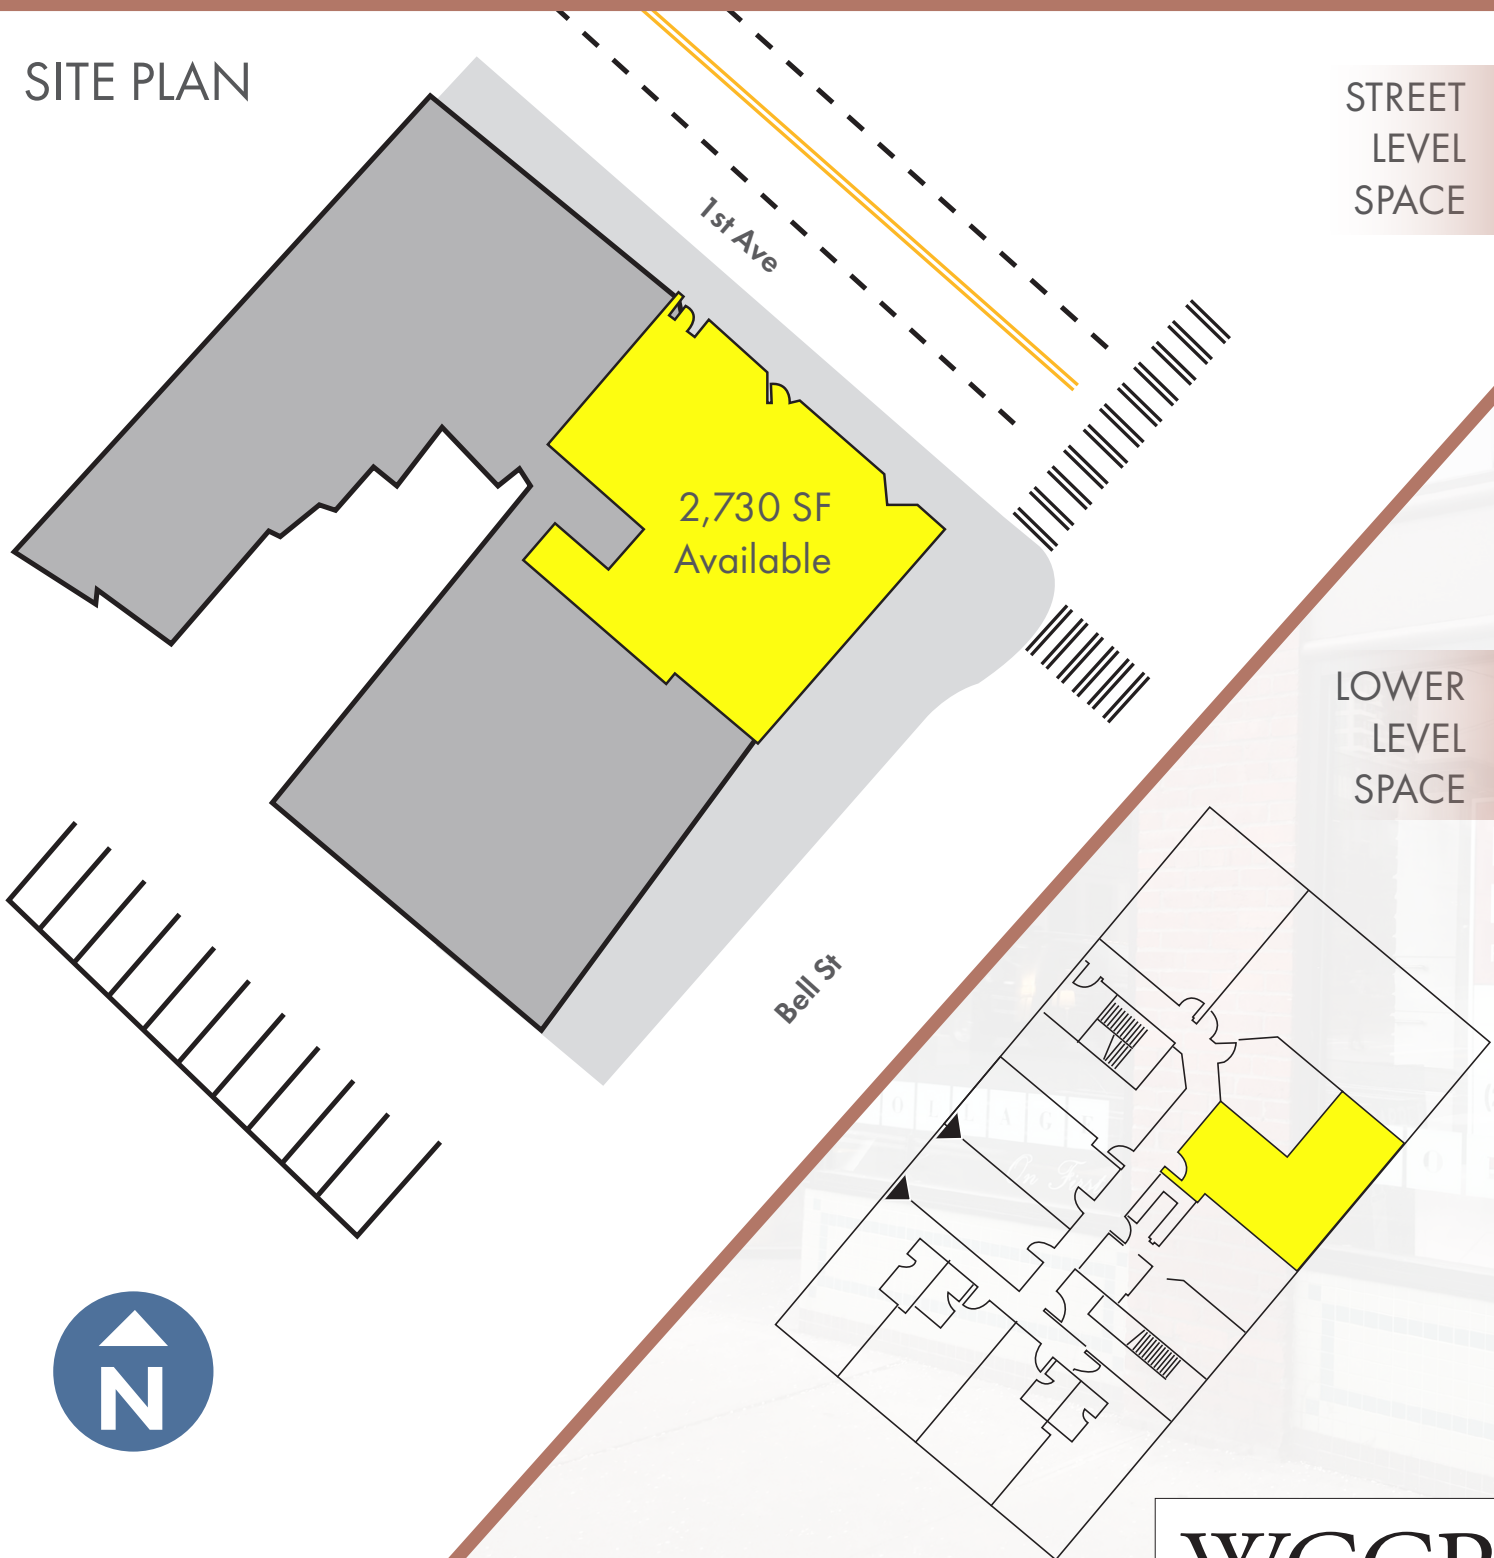 SITE PLAN
STREET
LEVEL
SPACE
1st Ave
2,730 SF
Available
LOWER
LEVEL
SPACE
Bell St
N